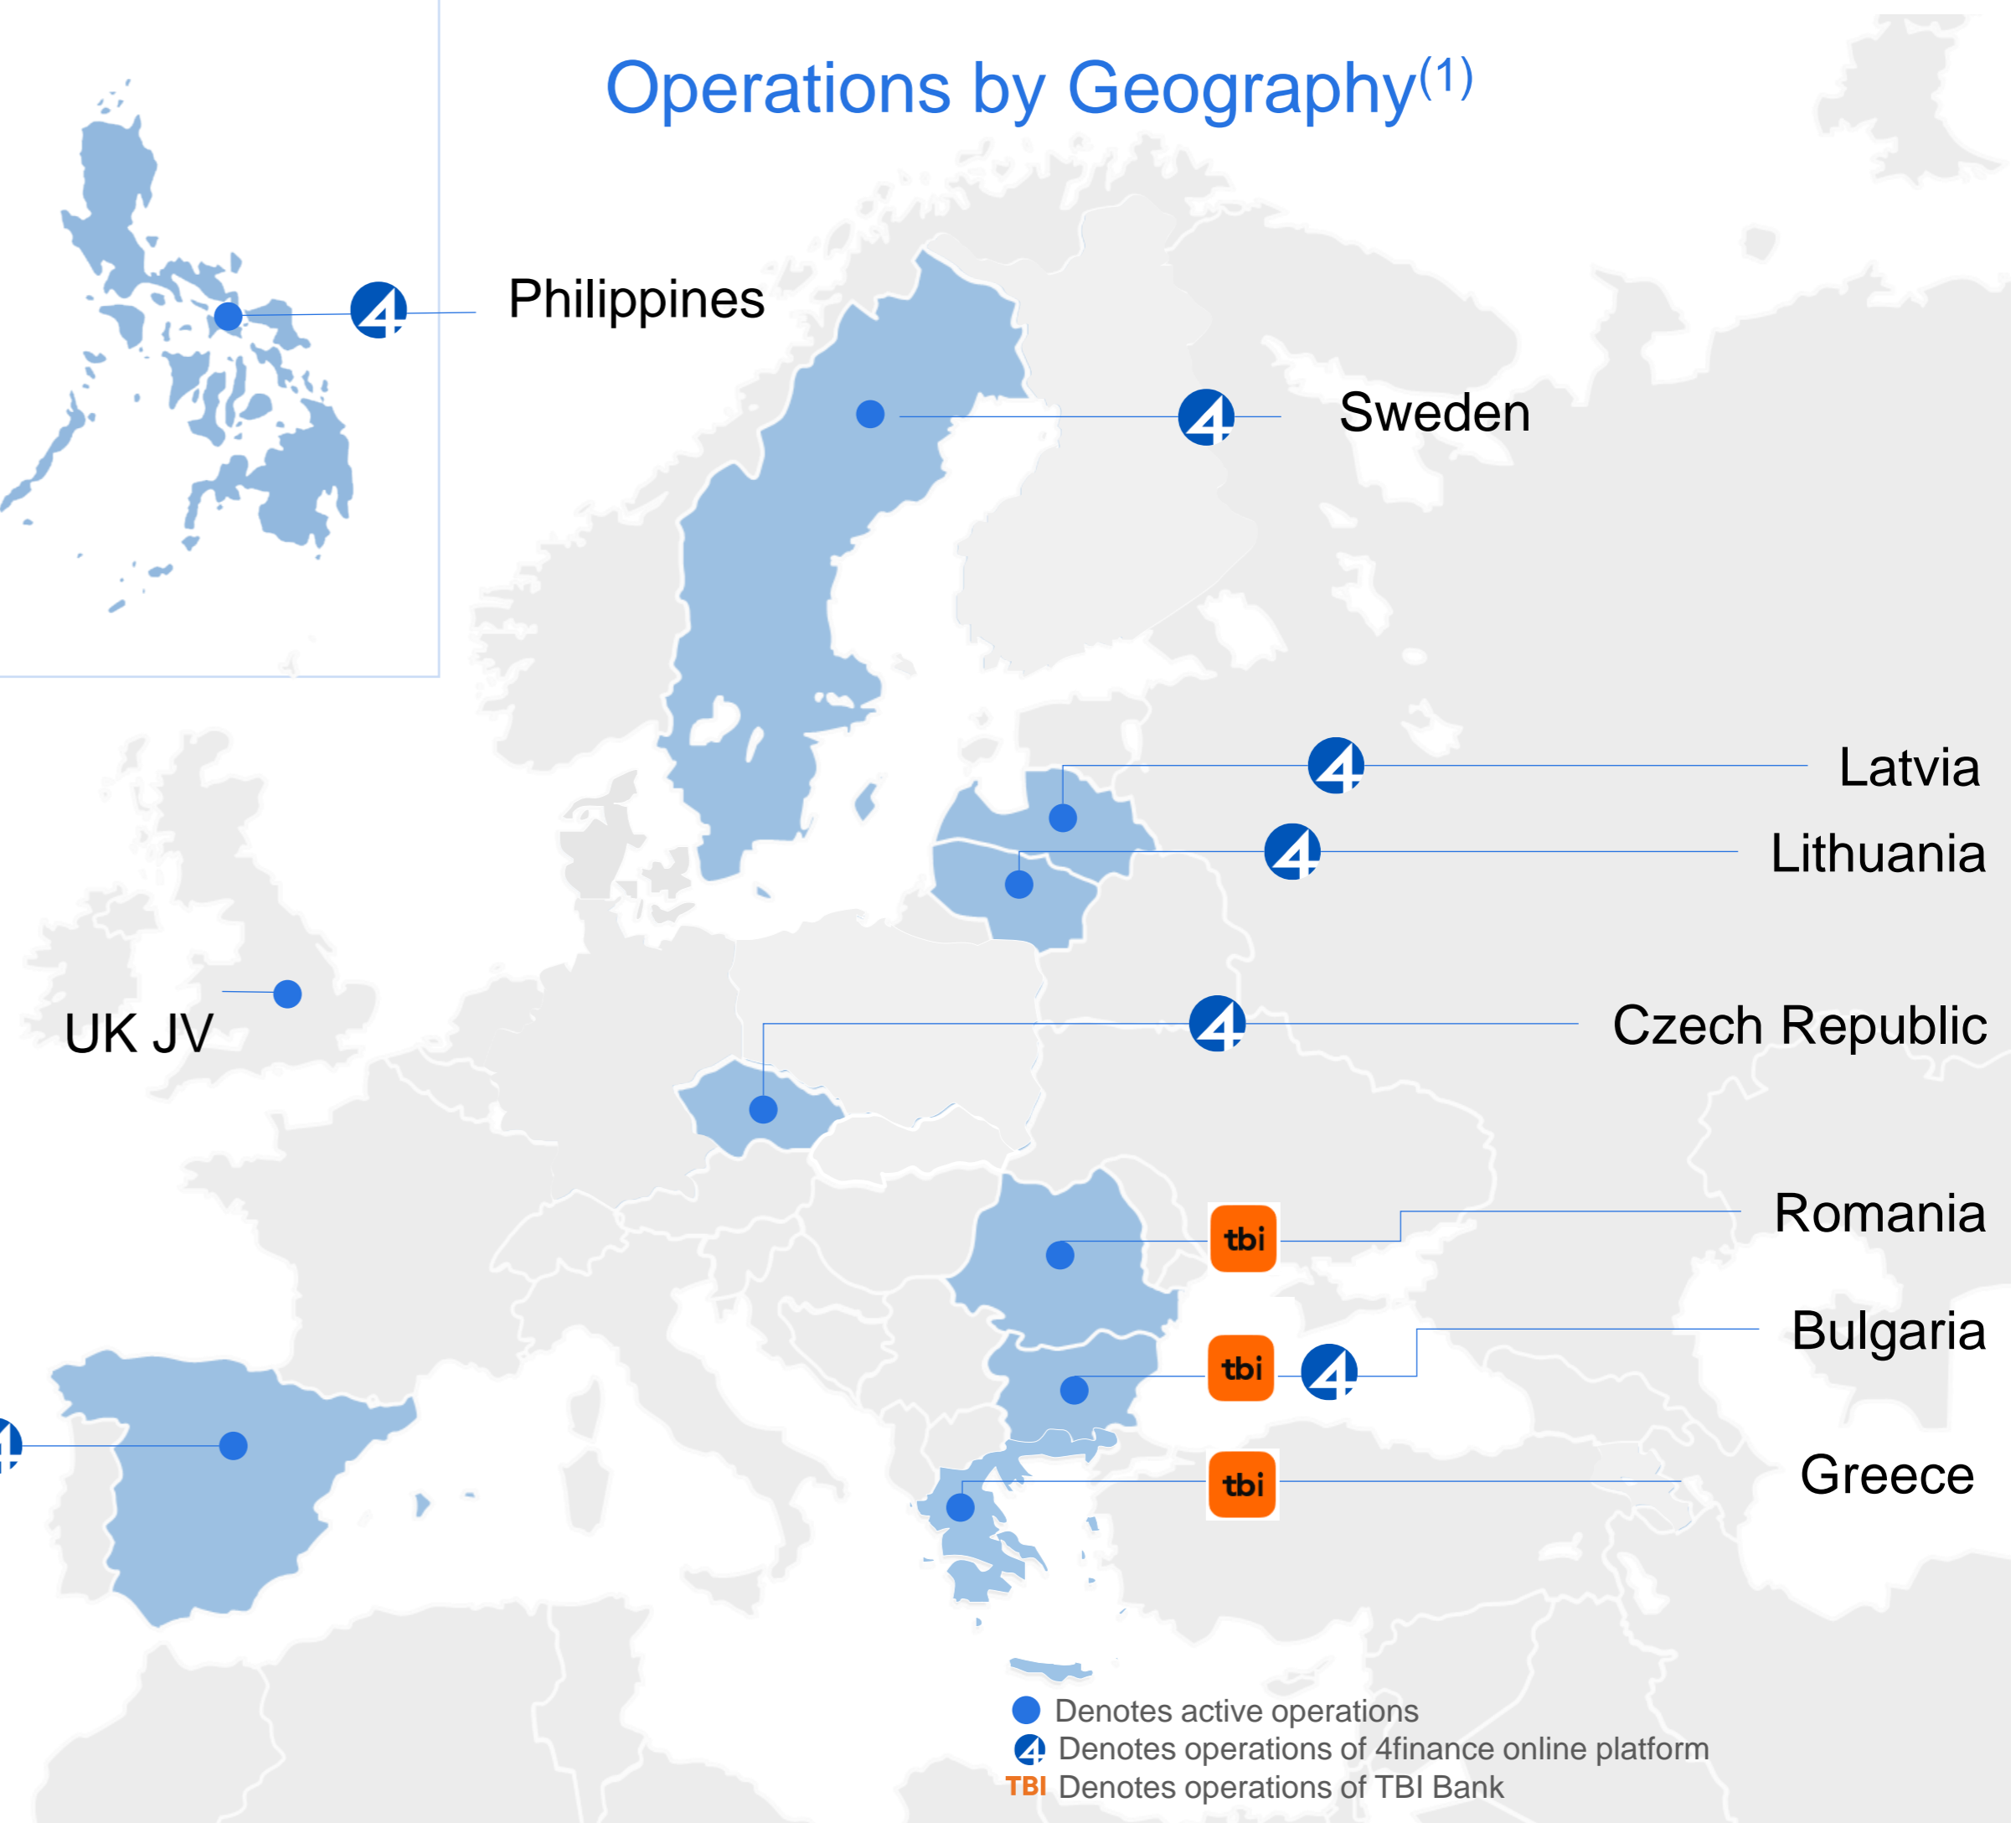 Operations by Geography(1)
Philippines
Sweden
Latvia
Lithuania
UK JV
Czech Republic
tbi
Romania
tbi
Bulgaria
tbi
Greece
Denotes active operations
4 Denotes operations of 4finance online platform
TBI Denotes operations of TBI Bank